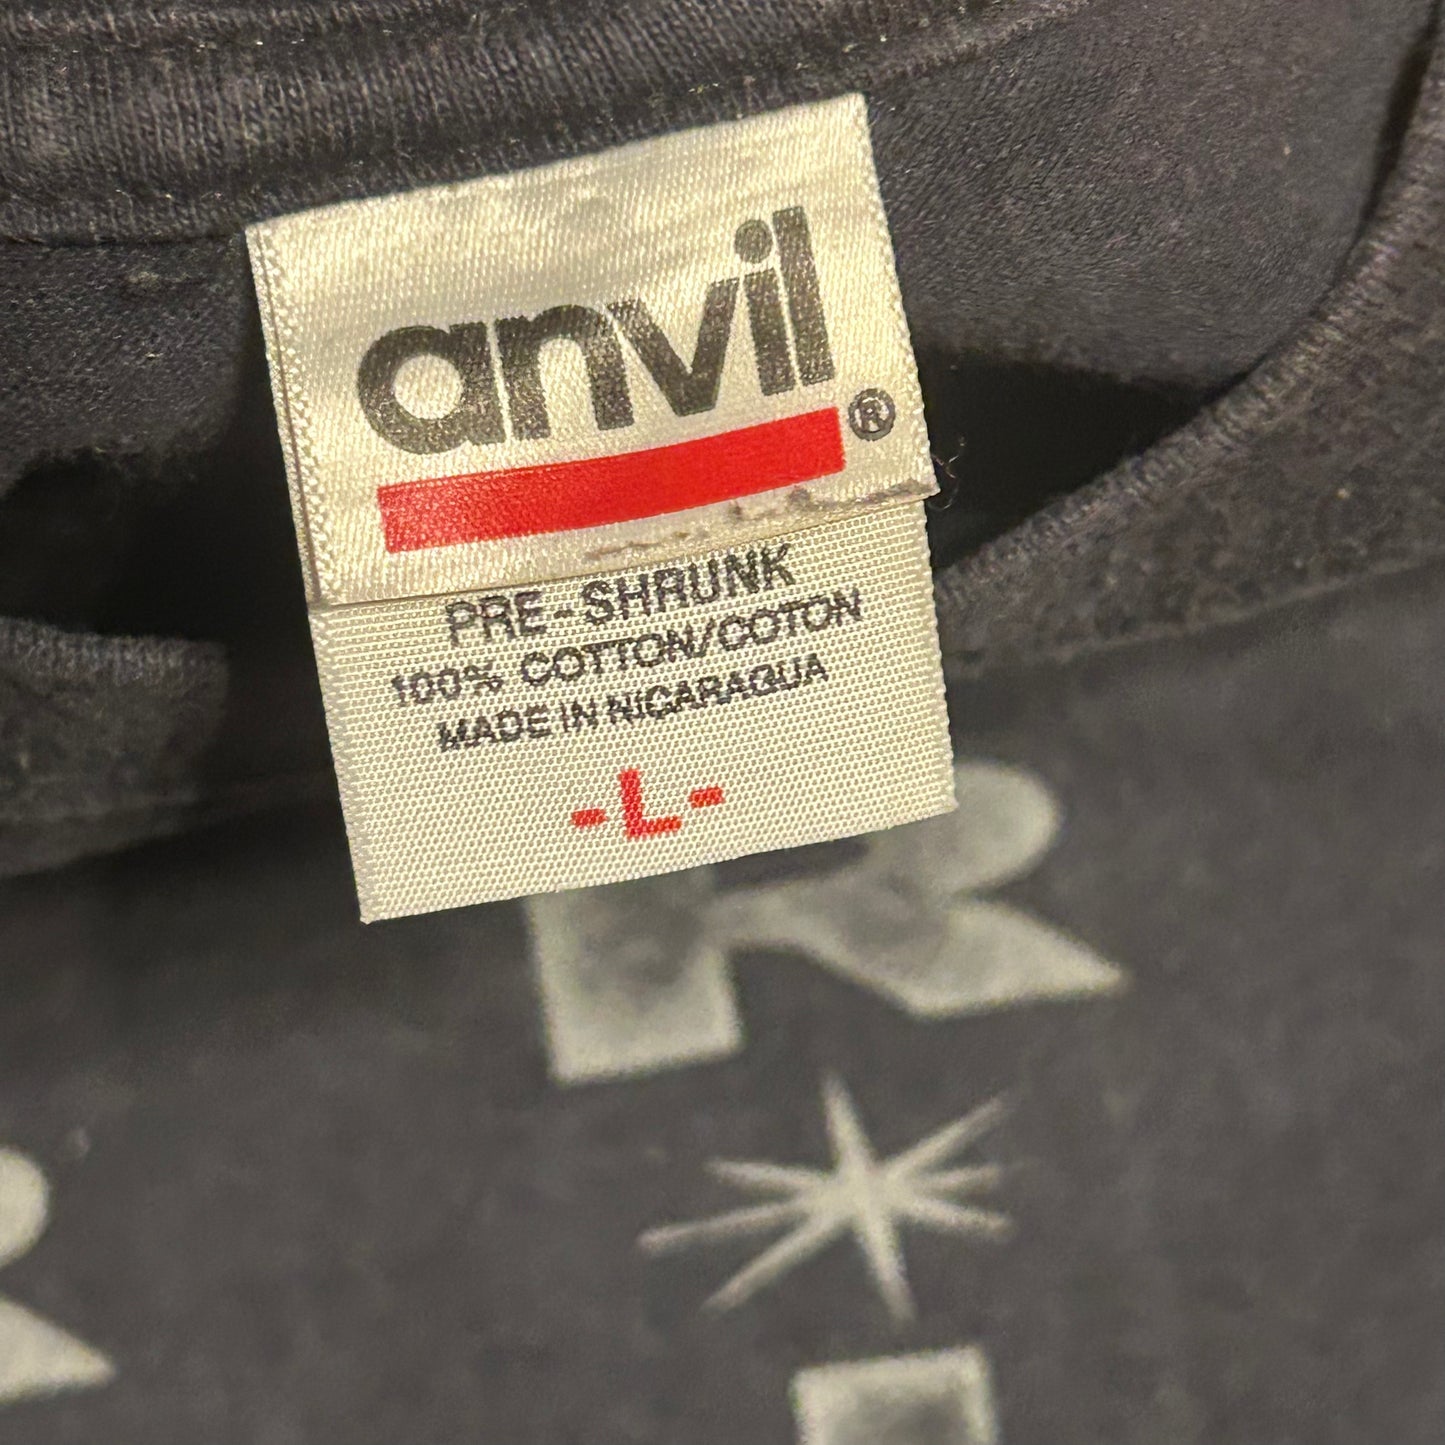 anvil®
PRE-SHRUNK
100% COTTON/COTON
MADE IN NICARAGUA
-L-
R